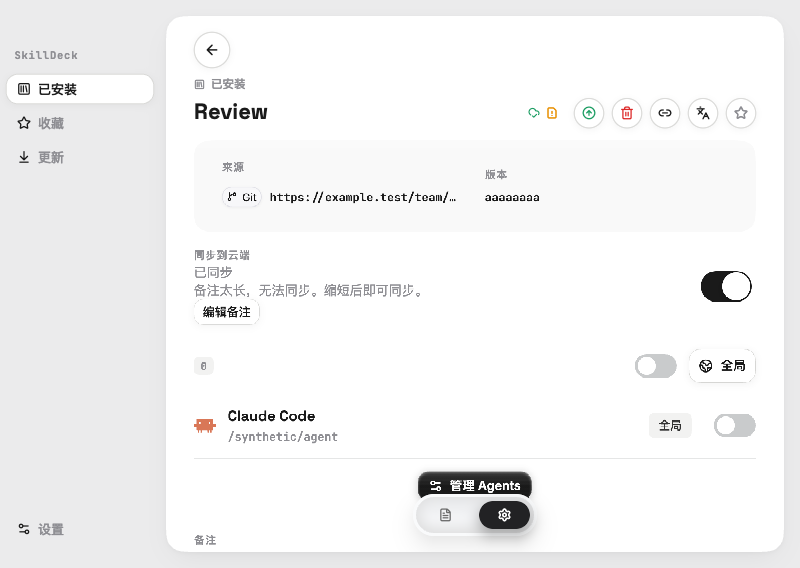 SkillDeck
已安装
收藏
更新
设置
已安装
Review
来源
Git https://example.test/team/…
版本
aaaaaaaa
同步到云端
已同步
备注太长，无法同步。缩短后即可同步。
编辑备注
0
全局
Claude Code
/synthetic/agent
全局
管理 Agents
备注